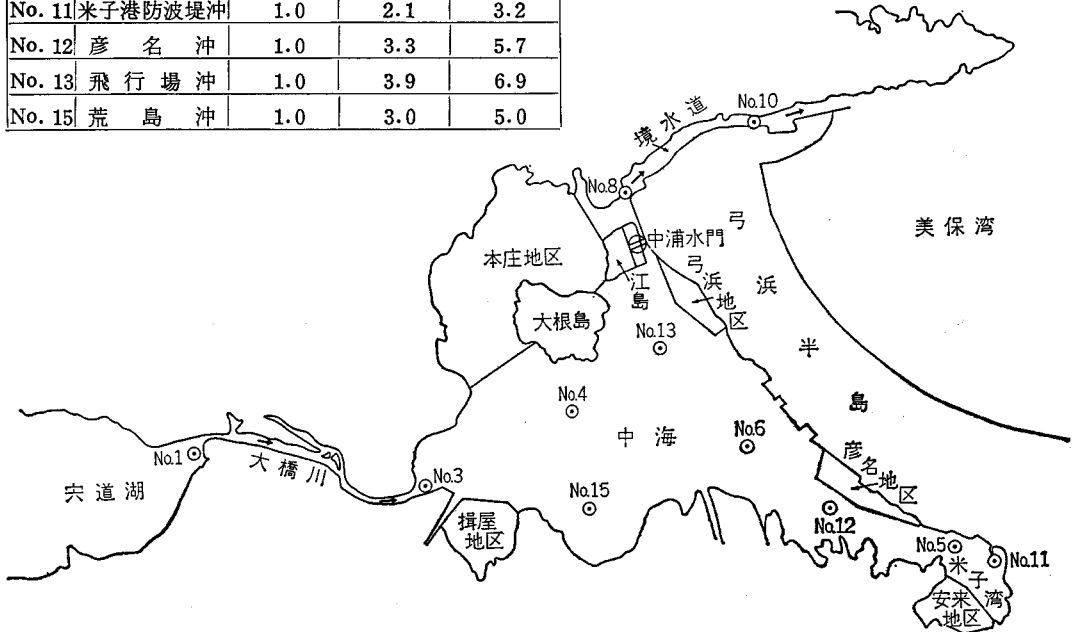 No. 11 米子港防波堤沖 1.0 2.1 3.2
No. 12 彦名沖 1.0 3.3 5.7
No. 13 飛行場沖 1.0 3.9 6.9
No. 15 荒島沖 1.0 3.0 5.0
No.10
境水道
No.8
中浦水門
弓浜半島
美保湾
本庄地区
江島
弓浜地区
大根島
No.13
No.4
中海
No.6
No.1
大橋川
No.3
宍道湖
No.15
揖屋地区
彦名地区
No.12
No.5
No.11
米子湾
安来地区